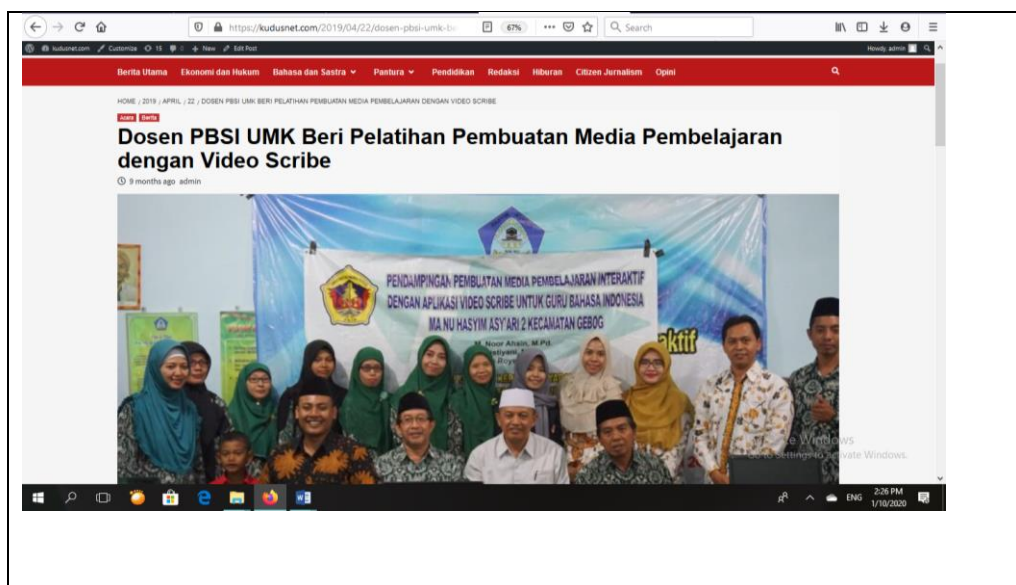 https://kudusnet.com/2019/04/22/dosen-pbsi-umk-be
67%
Search
kudusnet.com Customize 15 New Edit Post
Howdy, admin
Berita Utama Ekonomi dan Hukum Bahasa dan Sastra Pantura Pendidikan Redaksi Hiburan Citizen Jurnalism Opini
HOME / 2019 / APRIL / 22 / DOSEN PBSI UMK BERI PELATIHAN PEMBUATAN MEDIA PEMBELAJARAN DENGAN VIDEO SCRIBE
Acara Berita
Dosen PBSI UMK Beri Pelatihan Pembuatan Media Pembelajaran
dengan Video Scribe
9 months ago admin
PENDAMPINGAN PEMBUATAN MEDIA PEMBELAJARAN INTERAKTIF
DENGAN APLIKASI VIDEO SCRIBE UNTUK GURU BAHASA INDONESIA
MA NU HASYIM ASY'ARI 2 KECAMATAN GEBOG
aktif
M. Noor Ahsin, M.Pd.
Windows
Settings to activate Windows.
ENG
2:26 PM
1/10/2020